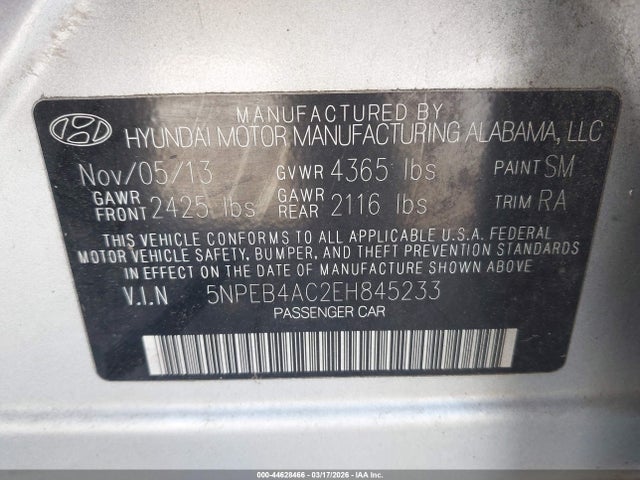 MANUFACTURED BY
HYUNDAI MOTOR MANUFACTURING ALABAMA, LLC
Nov/05/13 GVWR 4365 lbs PAINT SM
GAWR FRONT 2425 lbs GAWR REAR 2116 lbs TRIM RA
THIS VEHICLE CONFORMS TO ALL APPLICABLE U.S.A. FEDERAL
MOTOR VEHICLE SAFETY, BUMPER, AND THEFT PREVENTION STANDARDS
IN EFFECT ON THE DATE OF MANUFACTURE SHOWN ABOVE.
V.I.N 5NPEB4AC2EH845233
PASSENGER CAR
000-44628466 - 03/17/2026 - IAAI, Inc.